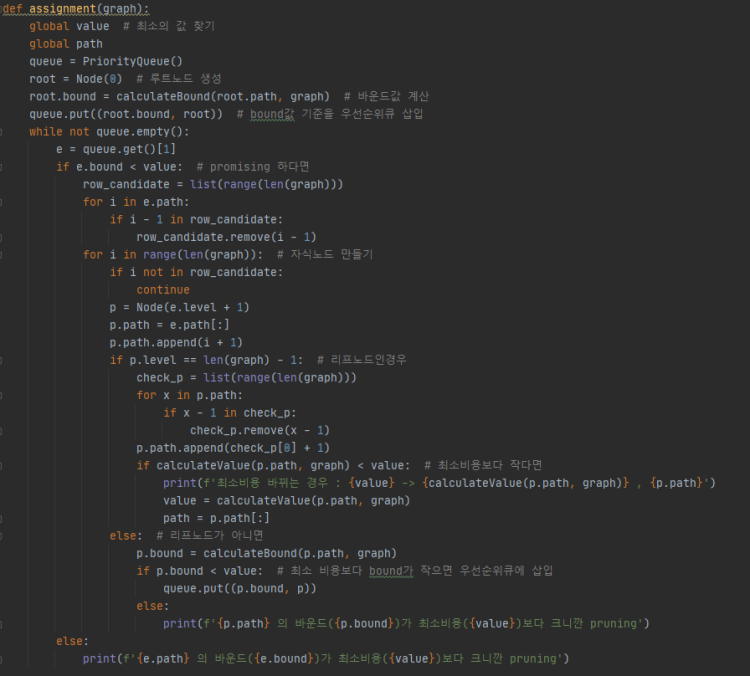 def assignment(graph):
    global value  # 최소의 값 찾기
    global path
    queue = PriorityQueue()
    root = Node(0)  # 루트노드 생성
    root.bound = calculateBound(root.path, graph)  # 바운드값 계산
    queue.put((root.bound, root))  # bound값 기준을 우선순위큐 삽입
    while not queue.empty():
        e = queue.get()[1]
        if e.bound < value:  # promising 하다면
            row_candidate = list(range(len(graph)))
            for i in e.path:
                if i - 1 in row_candidate:
                    row_candidate.remove(i - 1)
            for i in range(len(graph)):  # 자식노드 만들기
                if i not in row_candidate:
                    continue
                p = Node(e.level + 1)
                p.path = e.path[:]
                p.path.append(i + 1)
                if p.level == len(graph) - 1:  # 리프노드인경우
                    check_p = list(range(len(graph)))
                    for x in p.path:
                        if x - 1 in check_p:
                            check_p.remove(x - 1)
                    p.path.append(check_p[0] + 1)
                    if calculateValue(p.path, graph) < value:  # 최소비용보다 작다면
                        print(f'최소비용 바뀌는 경우 : {value} -> {calculateValue(p.path, graph)} , {p.path}')
                        value = calculateValue(p.path, graph)
                        path = p.path[:]
                else:  # 리프노드가 아니면
                    p.bound = calculateBound(p.path, graph)
                    if p.bound < value:  # 최소 비용보다 bound가 작으면 우선순위큐에 삽입
                        queue.put((p.bound, p))
                    else:
                        print(f'{p.path} 의 바운드({p.bound})가 최소비용({value})보다 크니깐 pruning')
        else:
            print(f'{e.path} 의 바운드({e.bound})가 최소비용({value})보다 크니깐 pruning')